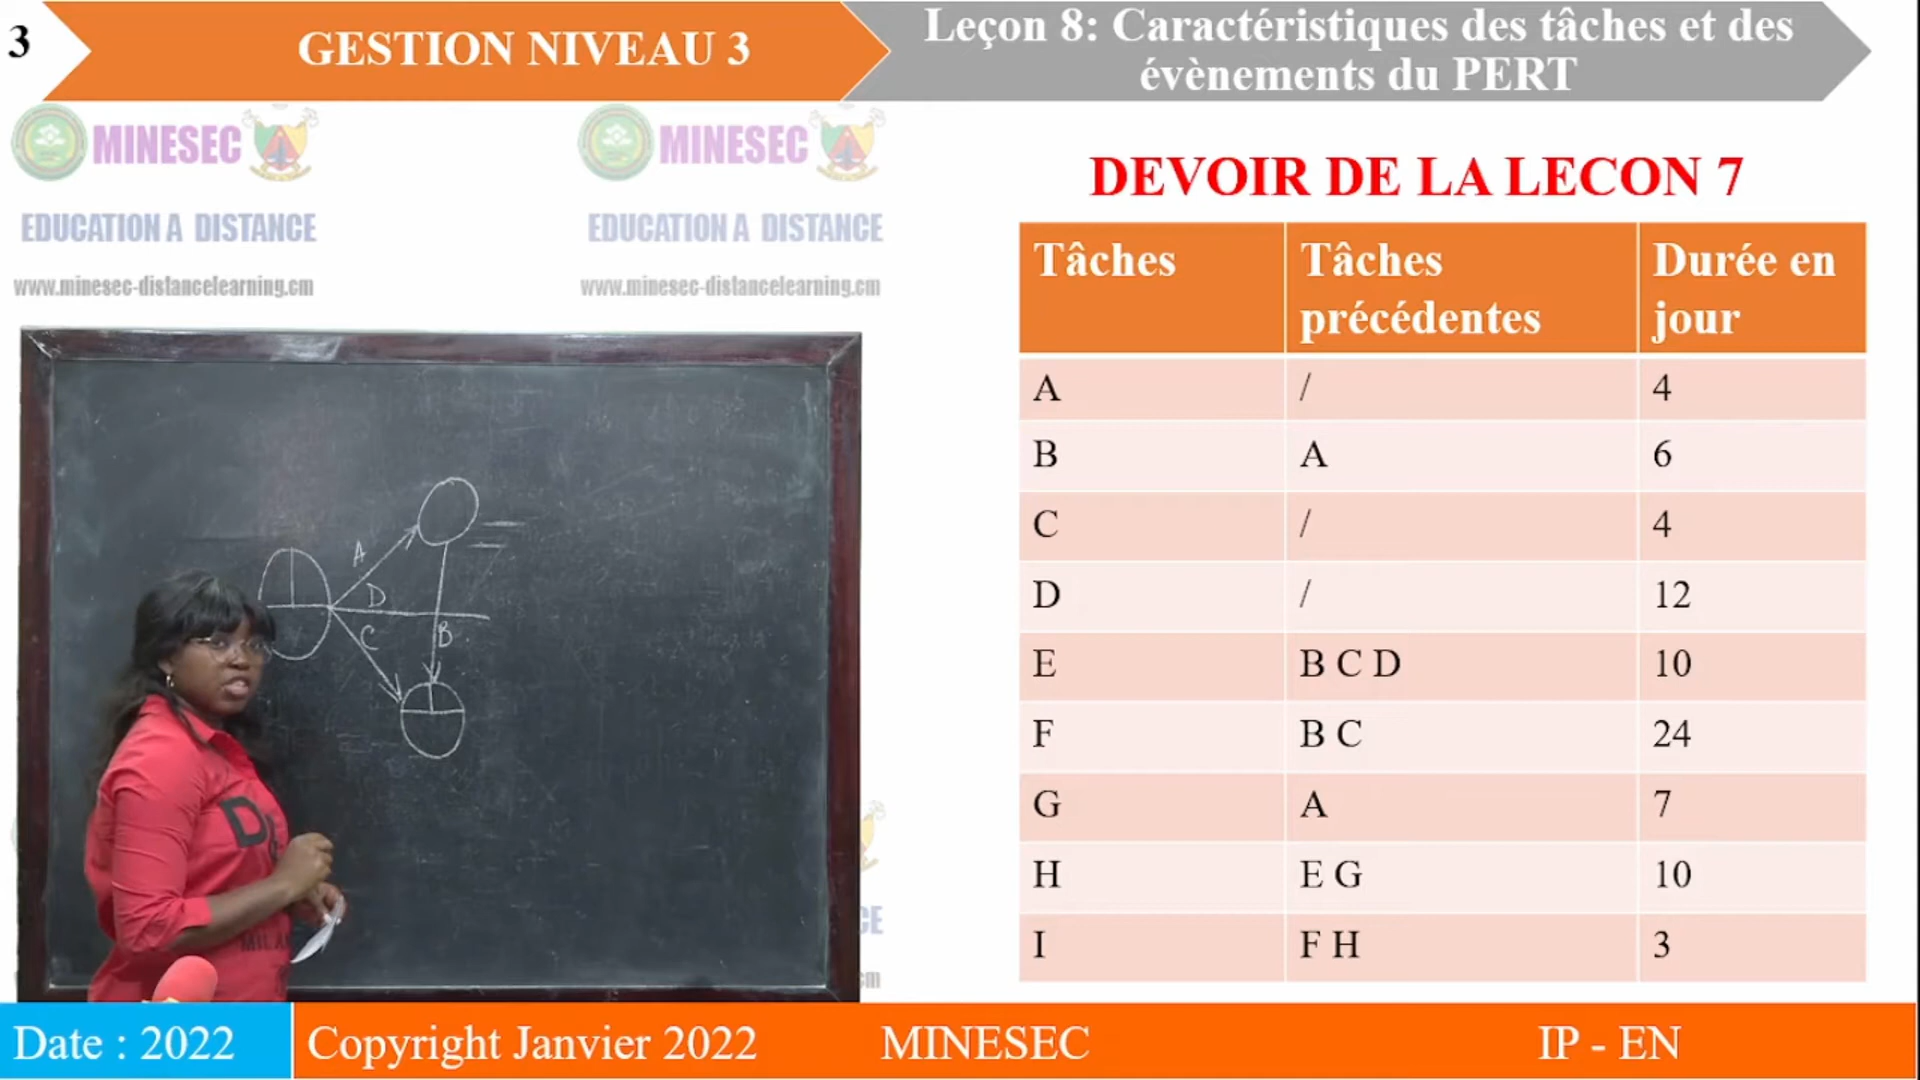 3
GESTION NIVEAU 3
Leçon 8: Caractéristiques des tâches et des
évènements du PERT
MINESEC
MINESEC
EDUCATION A DISTANCE
EDUCATION A DISTANCE
www.minesec-distancelearning.cm
www.minesec-distancelearning.cm
DEVOIR DE LA LECON 7
Tâches Tâches précédentes Durée en jour
A / 4
B A 6
C / 4
D / 12
E B C D 10
F B C 24
G A 7
H E G 10
I F H 3
A
D
C
B
Date : 2022
Copyright Janvier 2022
MINESEC
IP - EN